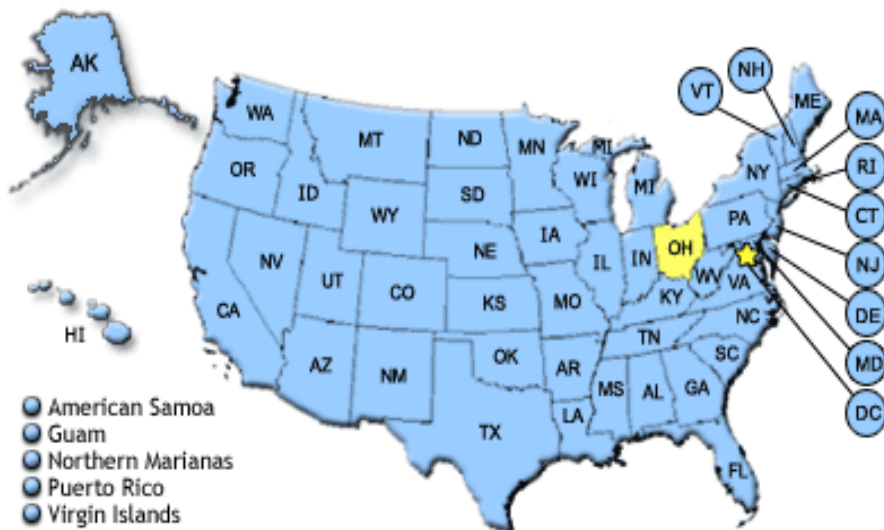 AK
WA
MT
ND
MN
MI
VT
NH
ME
MA
OR
ID
SD
WI
MI
NY
RI
WY
CT
IA
PA
NE
NV
UT
IL
IN
OH
NJ
CA
CO
KS
MO
KY
WV
VA
DE
HI
NC
TN
MD
AZ
NM
OK
AR
SC
MS
AL
GA
DC
American Samoa
LA
TX
Guam
Northern Marianas
FL
Puerto Rico
Virgin Islands